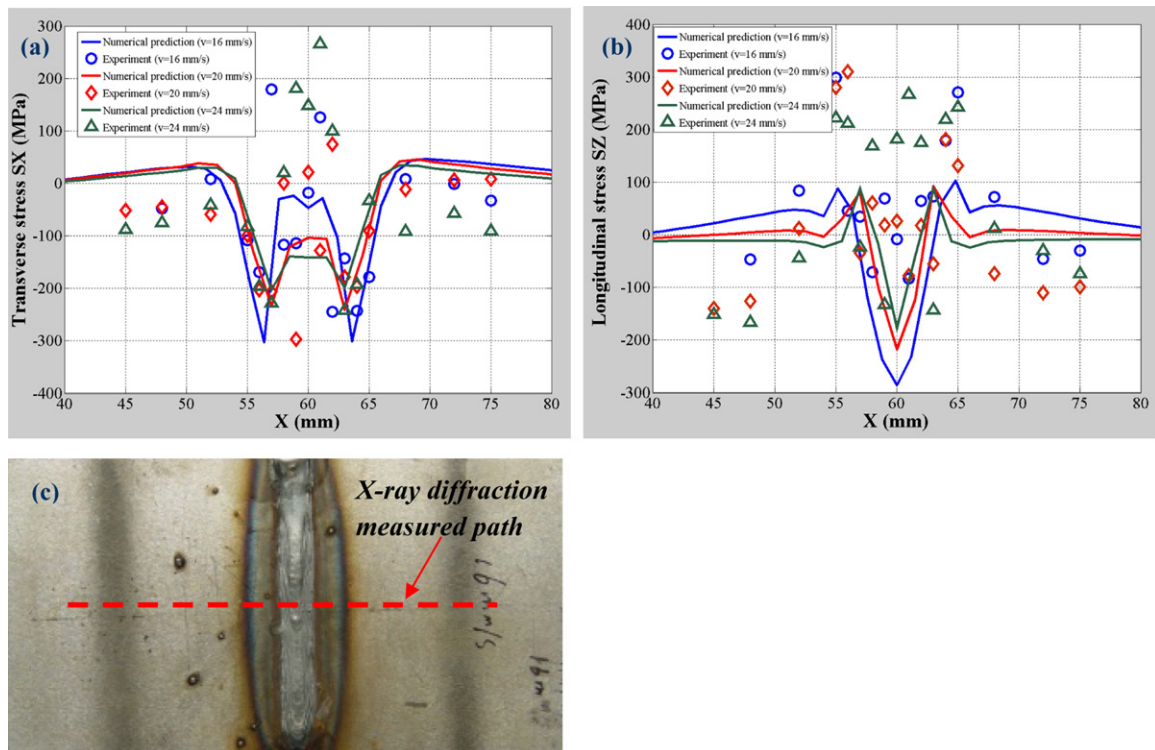 (a)
Numerical prediction (v=16 mm/s)
Experiment (v=16 mm/s)
Numerical prediction (v=20 mm/s)
Experiment (v=20 mm/s)
Numerical prediction (v=24 mm/s)
Experiment (v=24 mm/s)
Transverse stress SX (MPa)
300
200
100
0
-100
-200
-300
-400
40 45 50 55 60 65 70 75 80
X (mm)
(b)
Numerical prediction (v=16 mm/s)
Experiment (v=16 mm/s)
Numerical prediction (v=20 mm/s)
Experiment (v=20 mm/s)
Numerical prediction (v=24 mm/s)
Experiment (v=24 mm/s)
Longitudinal stress SZ (MPa)
400
300
200
100
0
-100
-200
-300
40 45 50 55 60 65 70 75 80
X (mm)
(c)
X-ray diffraction
measured path
16mm/s